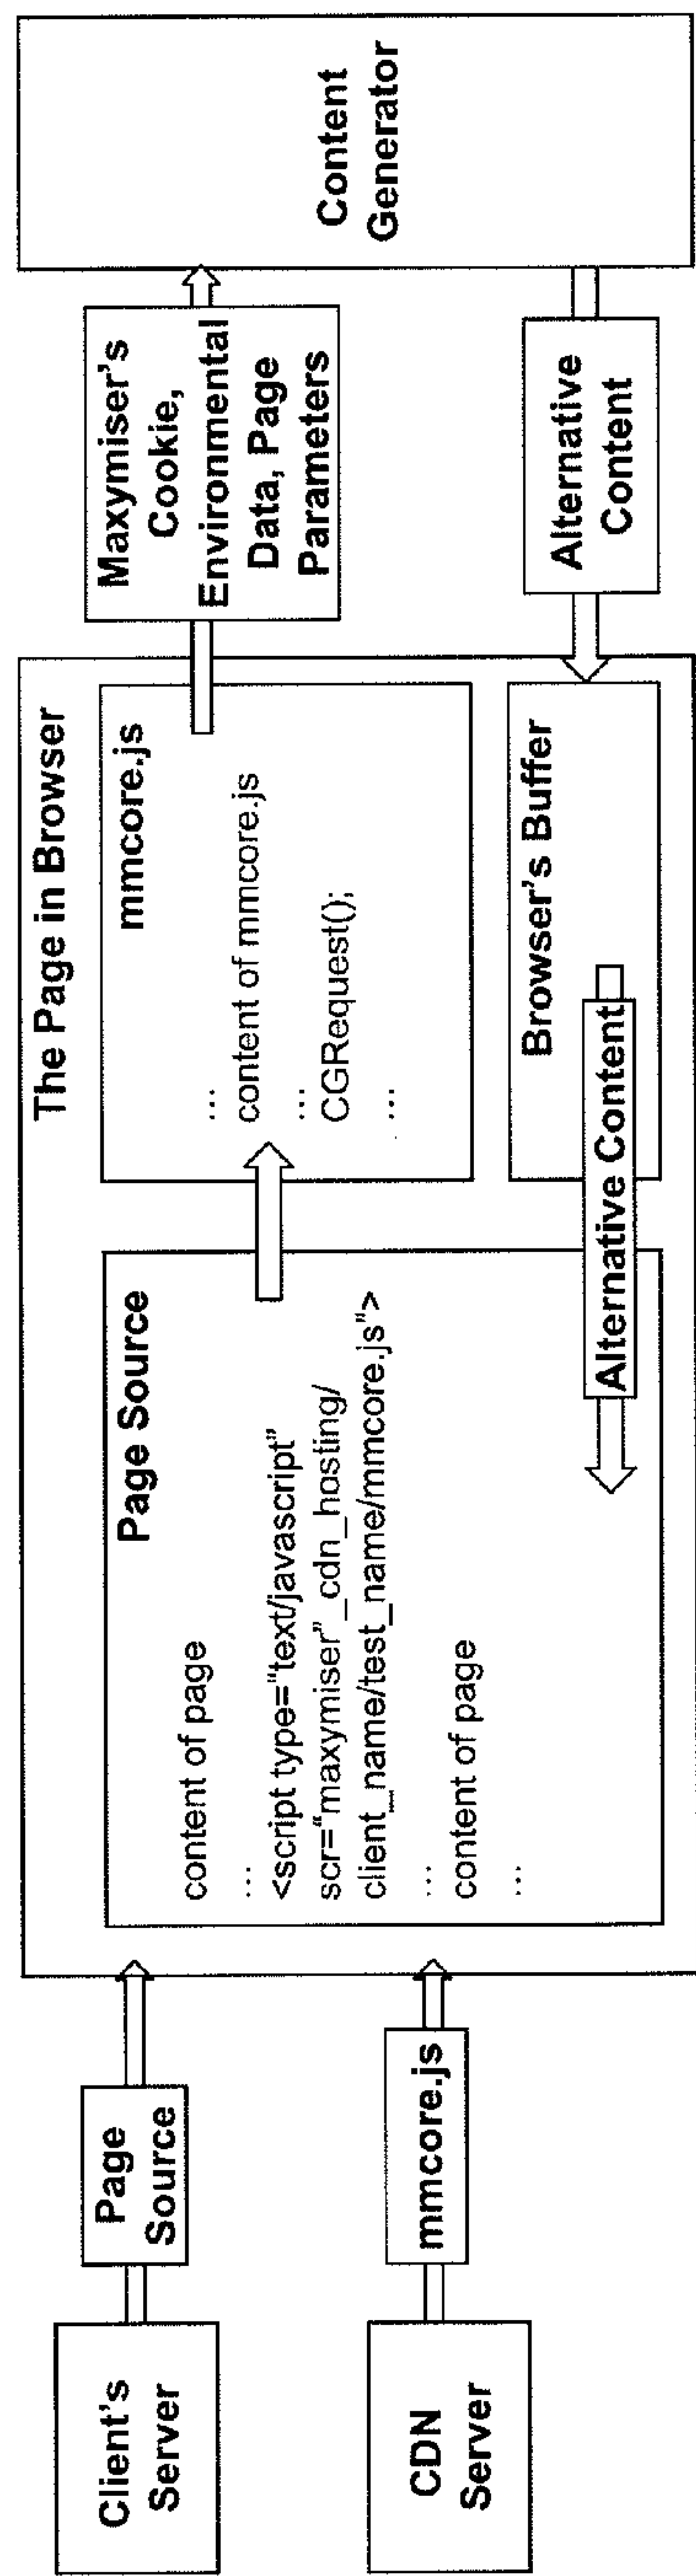 Client's
Server
Page
Source
CDN
Server
mmcore.js
The Page in Browser
Page Source
content of page
...
<script type=“text/javascript”
scr=“maxymiser”_cdn_hosting/
client_name/test_name/mmcore.js”>
...
content of page
...
mmcore.js
...
content of mmcore.js
...
CGRequest();
...
Browser's Buffer
Alternative Content
Maxymiser's
Cookie,
Environmental
Data, Page
Parameters
Alternative
Content
Content
Generator